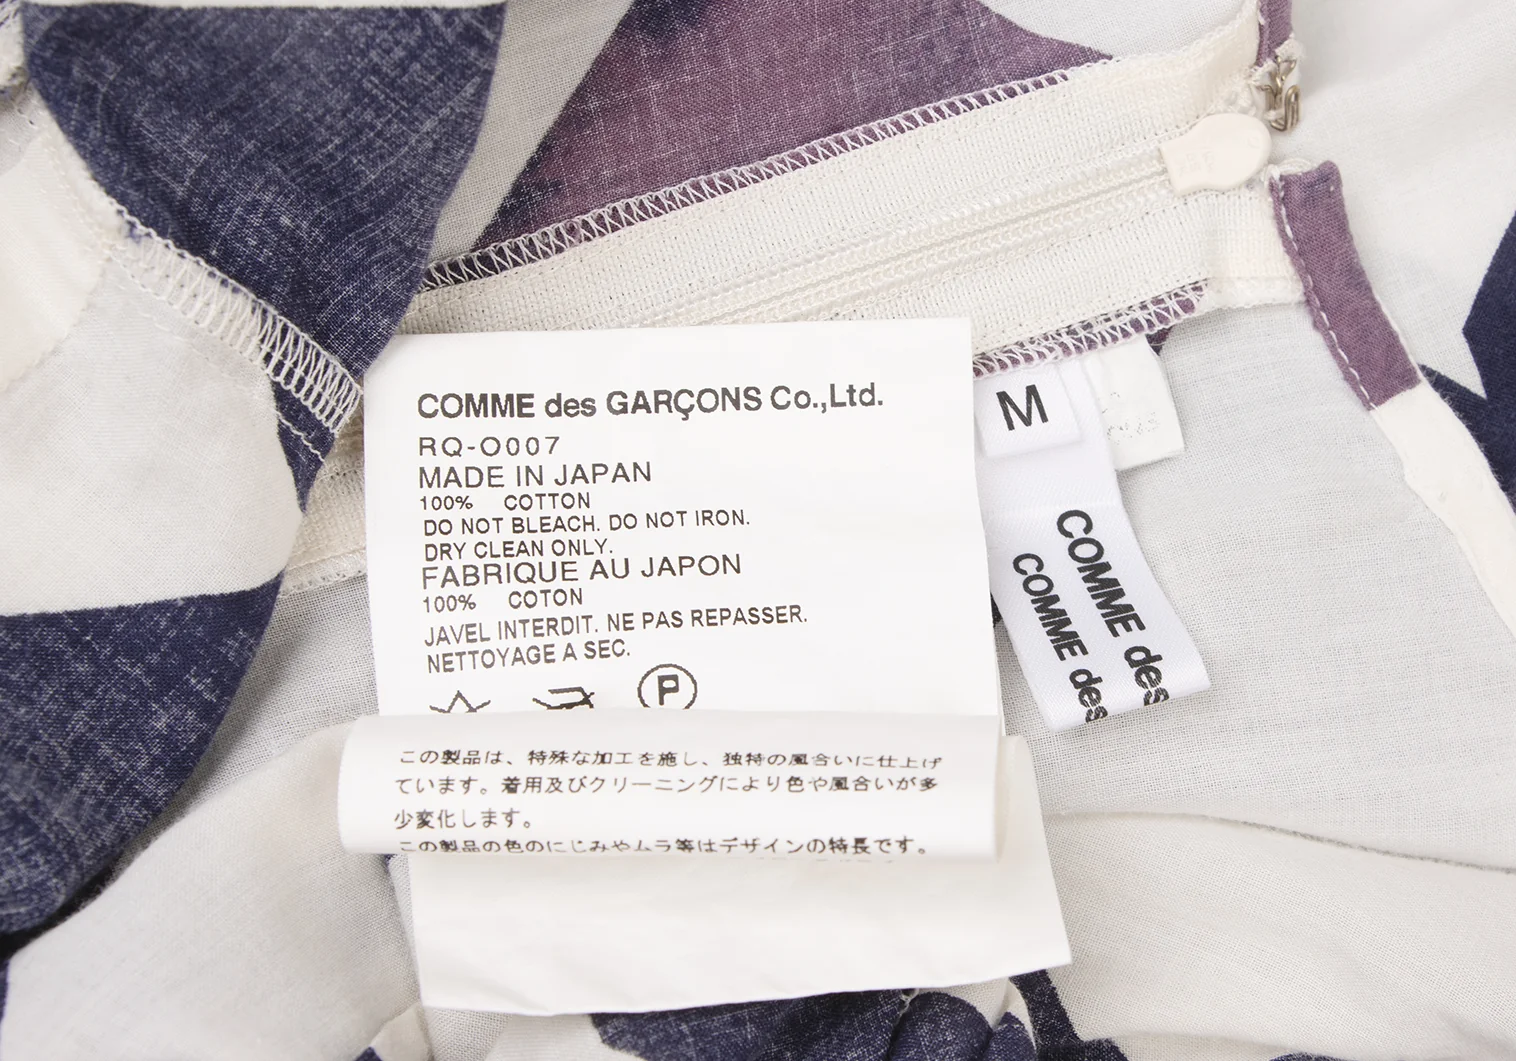 COMME des GARÇONS Co.,Ltd.
RQ-O007
MADE IN JAPAN
100% COTTON
DO NOT BLEACH. DO NOT IRON.
DRY CLEAN ONLY.
FABRIQUE AU JAPON
100% COTON
JAVEL INTERDIT. NE PAS REPASSER.
NETTOYAGE A SEC.
P
この製品は、特殊な加工を施し、独特の風合いに仕上げ
ています。着用及びクリーニングにより色や風合いが多
少変化します。
この製品の色のにじみやムラ等はデザインの特長です。
M
COMME des
COMME des